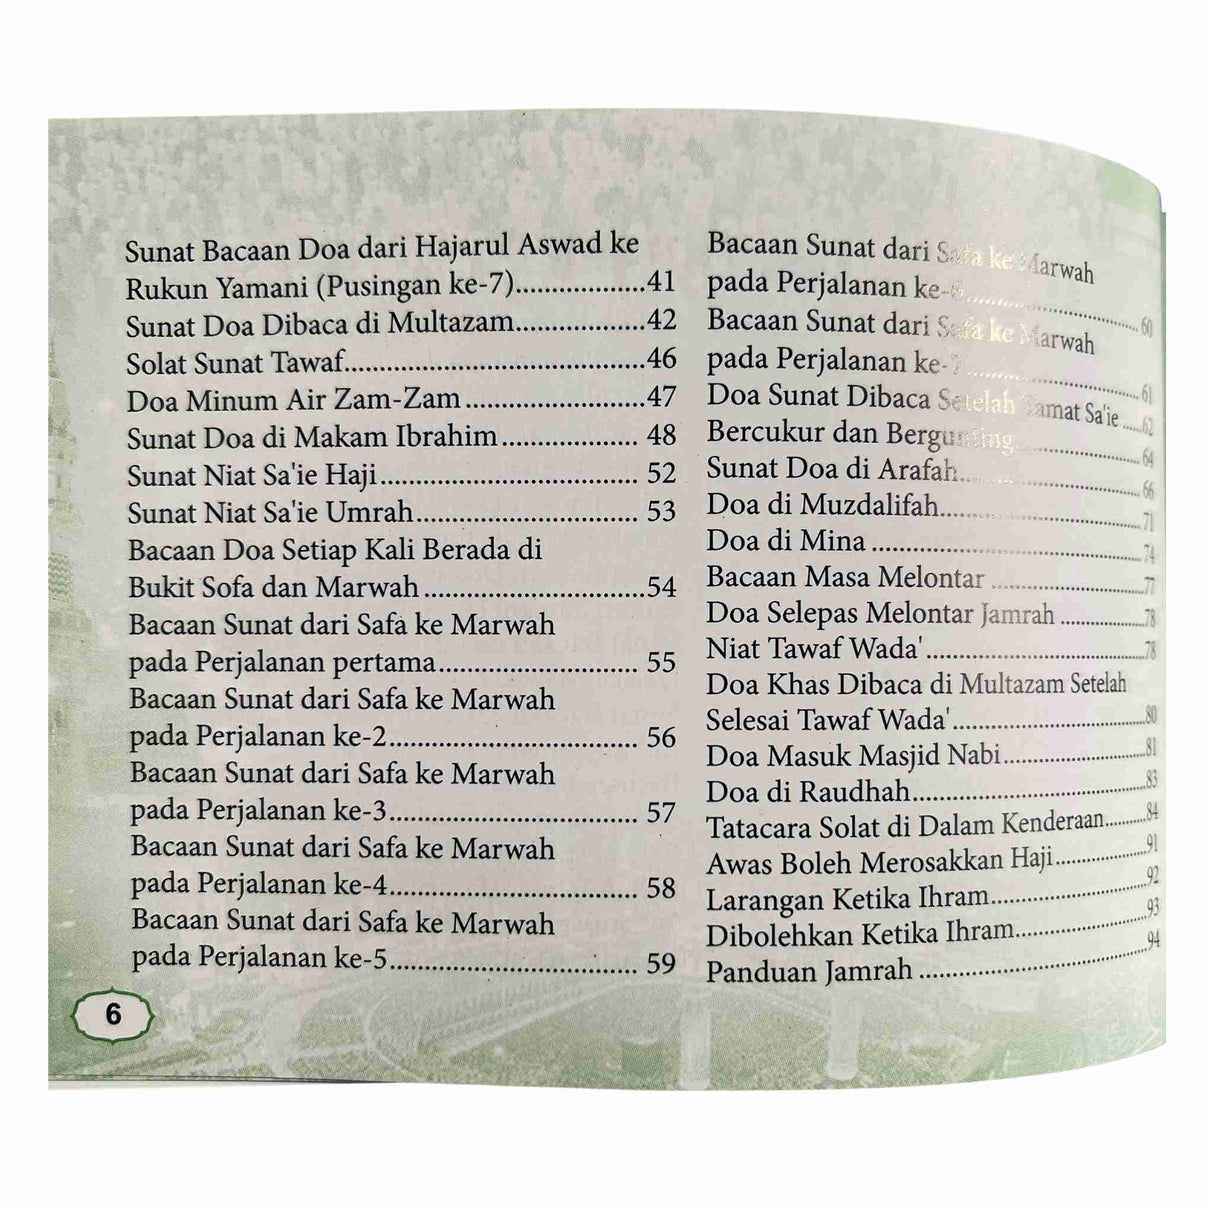 Sunat Bacaan Doa dari Hajarul Aswad ke
Rukun Yamani (Pusingan ke-7)..................41
Sunat Doa Dibaca di Multazam..................42
Solat Sunat Tawaf..........................................46
Doa Minum Air Zam-Zam .........................47
Sunat Doa di Makam Ibrahim...................48
Sunat Niat Sa'ie Haji.................................... 52
Sunat Niat Sa'ie Umrah............................... 53
Bacaan Doa Setiap Kali Berada di
Bukit Sofa dan Marwah ...............................54
Bacaan Sunat dari Safa ke Marwah
pada Perjalanan pertama............................ 55
Bacaan Sunat dari Safa ke Marwah
pada Perjalanan ke-2................................... 56
Bacaan Sunat dari Safa ke Marwah
pada Perjalanan ke-3................................... 57
Bacaan Sunat dari Safa ke Marwah
pada Perjalanan ke-4................................... 58
Bacaan Sunat dari Safa ke Marwah
pada Perjalanan ke-5................................... 59
Bacaan Sunat dari Safa ke Marwah
pada Perjalanan ke-6...................................60
Bacaan Sunat dari Safa ke Marwah
pada Perjalanan ke-7...................................61
Doa Sunat Dibaca Setelah Tamat Sa'ie .....62
Bercukur dan Bergunting...........................64
Sunat Doa di Arafah...................................66
Doa di Muzdalifah......................................71
Doa di Mina ................................................74
Bacaan Masa Melontar ..............................77
Doa Selepas Melontar Jamrah ..................78
Niat Tawaf Wada'........................................78
Doa Khas Dibaca di Multazam Setelah
Selesai Tawaf Wada'....................................80
Doa Masuk Masjid Nabi............................81
Doa di Raudhah..........................................83
Tatacara Solat di Dalam Kenderaan.........84
Awas Boleh Merosakkan Haji...................91
Larangan Ketika Ihram..............................92
Dibolehkan Ketika Ihram..........................93
Panduan Jamrah .........................................94
6